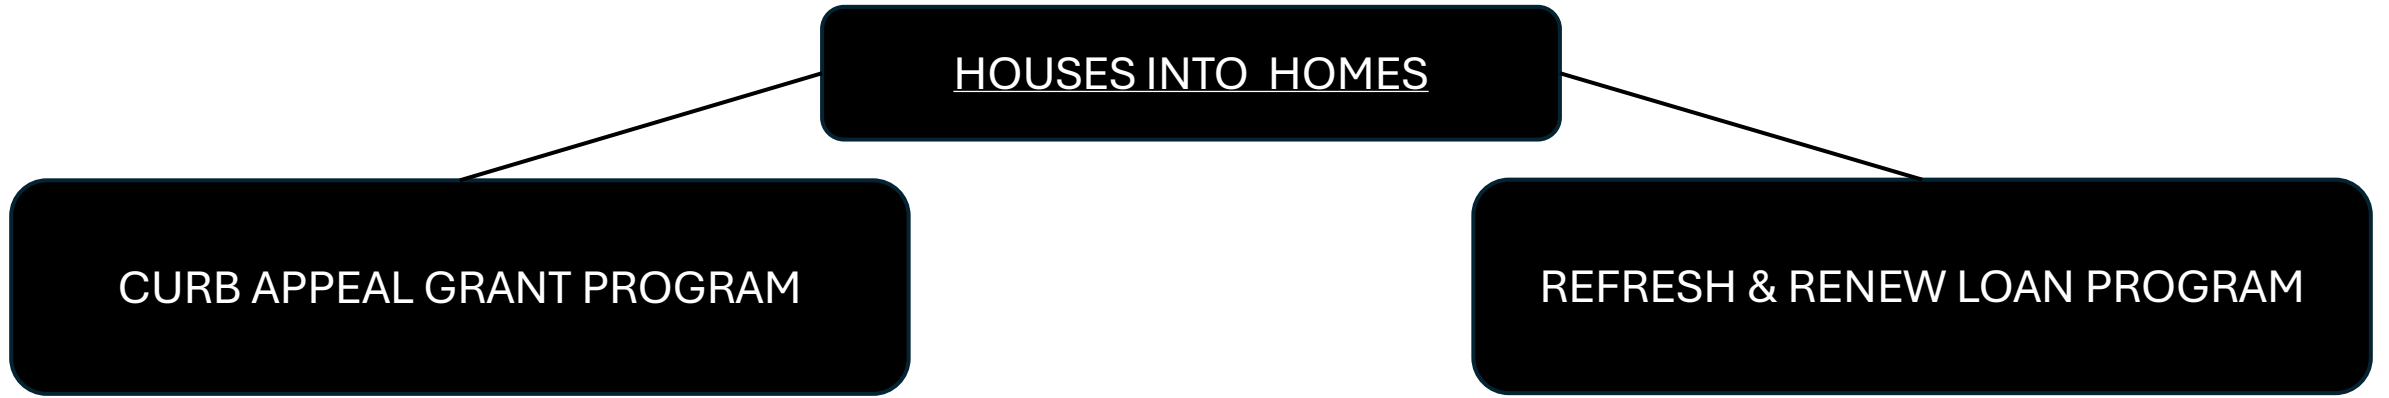 HOUSES INTO  HOMES
CURB APPEAL GRANT PROGRAM
REFRESH & RENEW LOAN PROGRAM